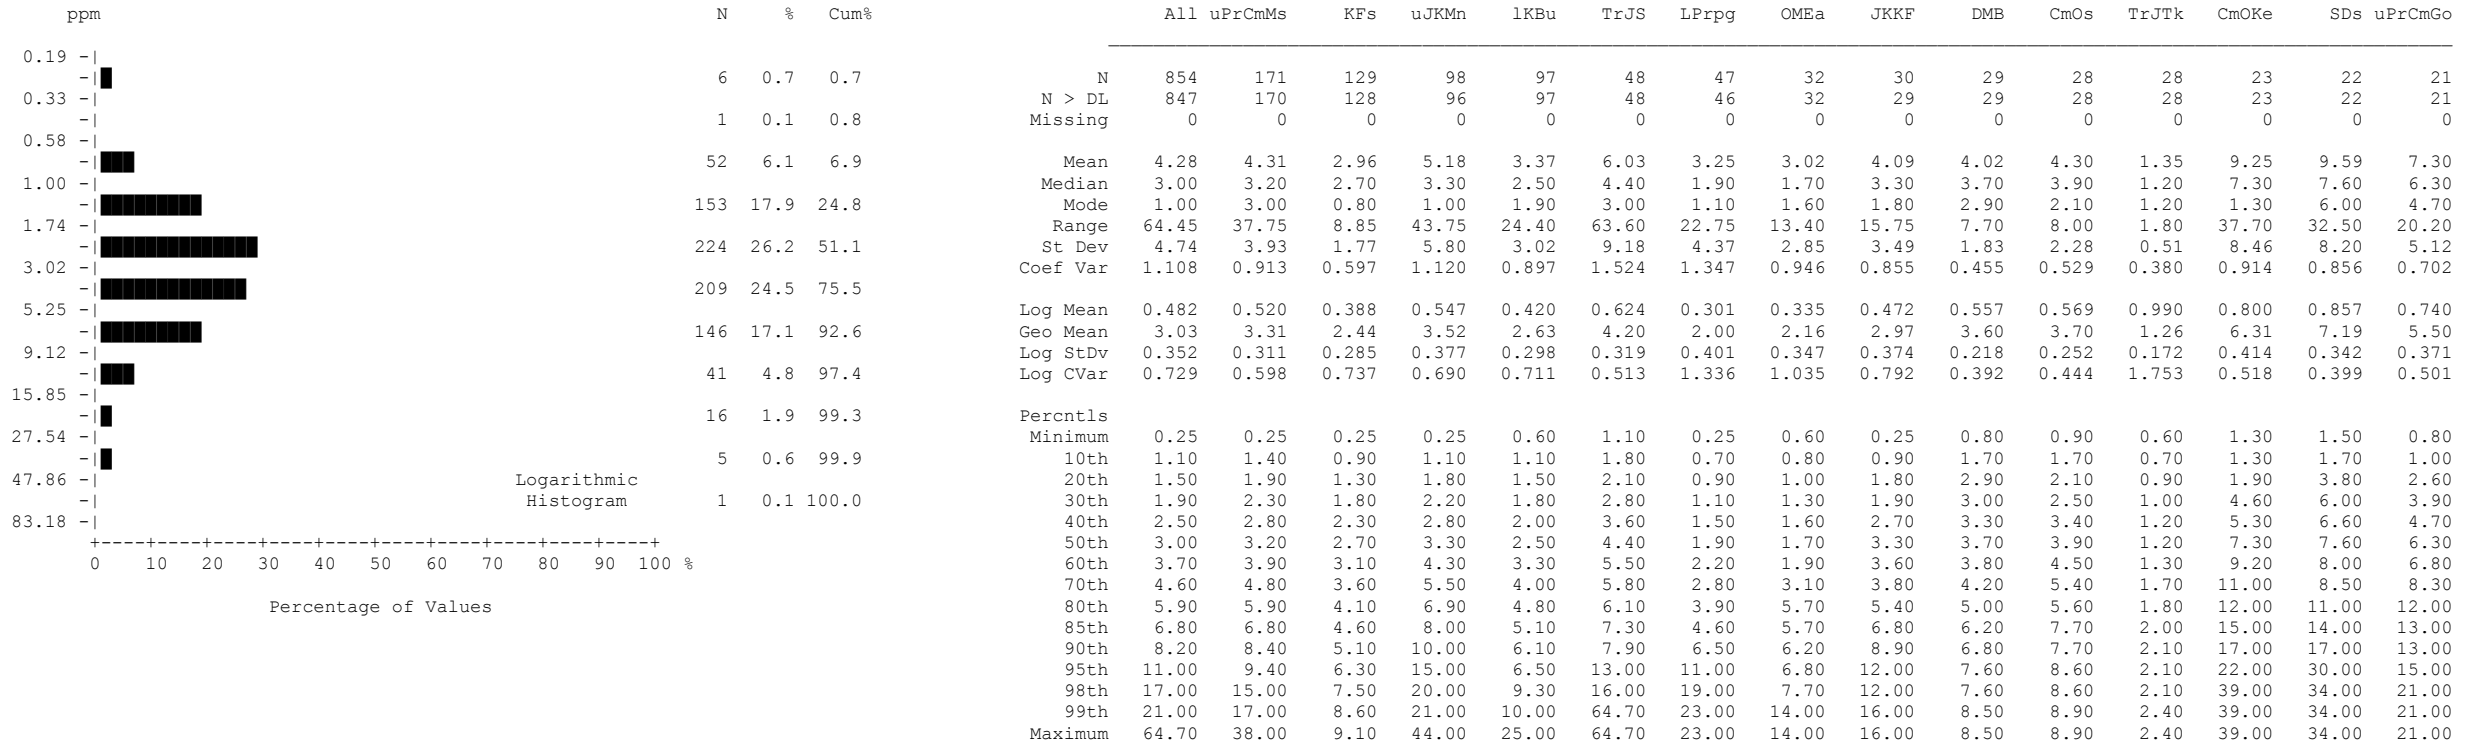 ppm N % Cum% All uPrCmMs KFs uJKMn lKBu TrJS LPrpg OMEa JKKF DMB CmOs TrJTk CmOKe SDs uPrCmGo
0.19 -|
-| 6 0.7 0.7 N 854 171 129 98 97 48 47 32 30 29 28 28 23 22 21
0.33 -| N > DL 847 170 128 96 97 48 46 32 29 29 28 28 23 22 21
-| 1 0.1 0.8 Missing 0 0 0 0 0 0 0 0 0 0 0 0 0 0 0
0.58 -|
-| 52 6.1 6.9 Mean 4.28 4.31 2.96 5.18 3.37 6.03 3.25 3.02 4.09 4.02 4.30 1.35 9.25 9.59 7.30
1.00 -| Median 3.00 3.20 2.70 3.30 2.50 4.40 1.90 1.70 3.30 3.70 3.90 1.20 7.30 7.60 6.30
-| 153 17.9 24.8 Mode 1.00 3.00 0.80 1.00 1.90 3.00 1.10 1.60 1.80 2.90 2.10 1.20 1.30 6.00 4.70
1.74 -| Range 64.45 37.75 8.85 43.75 24.40 63.60 22.75 13.40 15.75 7.70 8.00 1.80 37.70 32.50 20.20
-| 224 26.2 51.1 St Dev 4.74 3.93 1.77 5.80 3.02 9.18 4.37 2.85 3.49 1.83 2.28 0.51 8.46 8.20 5.12
3.02 -| Coef Var 1.108 0.913 0.597 1.120 0.897 1.524 1.347 0.946 0.855 0.455 0.529 0.380 0.914 0.856 0.702
-| 209 24.5 75.5
5.25 -| Log Mean 0.482 0.520 0.388 0.547 0.420 0.624 0.301 0.335 0.472 0.557 0.569 0.990 0.800 0.857 0.740
-| 146 17.1 92.6 Geo Mean 3.03 3.31 2.44 3.52 2.63 4.20 2.00 2.16 2.97 3.60 3.70 1.26 6.31 7.19 5.50
9.12 -| Log StDv 0.352 0.311 0.285 0.377 0.298 0.319 0.401 0.347 0.374 0.218 0.252 0.172 0.414 0.342 0.371
-| 41 4.8 97.4 Log CVar 0.729 0.598 0.737 0.690 0.711 0.513 1.336 1.035 0.792 0.392 0.444 1.753 0.518 0.399 0.501
15.85 -|
-| 16 1.9 99.3 Percntls
27.54 -| Minimum 0.25 0.25 0.25 0.25 0.60 1.10 0.25 0.60 0.25 0.80 0.90 0.60 1.30 1.50 0.80
-| 5 0.6 99.9 10th 1.10 1.40 0.90 1.10 1.10 1.80 0.70 0.80 0.90 1.70 1.70 0.70 1.30 1.70 1.00
47.86 -| Logarithmic 20th 1.50 1.90 1.30 1.80 1.50 2.10 0.90 1.00 1.80 2.90 2.10 0.90 1.90 3.80 2.60
-| Histogram 1 0.1 100.0 30th 1.90 2.30 1.80 2.20 1.80 2.80 1.10 1.10 1.90 3.00 2.50 1.00 4.60 6.00 3.90
83.18 -| 40th 2.50 2.80 2.30 2.80 2.00 3.60 1.50 1.60 2.70 3.30 3.40 1.20 5.30 6.60 4.70
+----+----+----+----+----+----+----+----+----+----+ 50th 3.00 3.20 2.70 3.30 2.50 4.40 1.90 1.70 3.30 3.70 3.90 1.20 7.30 7.60 6.30
0 10 20 30 40 50 60 70 80 90 100 % 60th 3.70 3.90 3.10 4.30 3.30 5.50 2.20 1.90 3.60 3.80 4.50 1.30 9.20 8.00 6.80
70th 4.60 4.80 3.60 5.50 4.00 5.80 2.80 3.10 3.80 4.20 5.40 1.70 11.00 8.50 8.30
Percentage of Values 80th 5.90 5.90 4.10 6.90 4.80 6.10 3.90 5.70 5.40 5.00 5.60 1.80 12.00 11.00 12.00
85th 6.80 6.80 4.60 8.00 5.10 7.30 4.60 5.70 6.80 6.20 7.70 2.00 15.00 14.00 13.00
90th 8.20 8.40 5.10 10.00 6.10 7.90 6.50 6.20 8.90 6.80 7.70 2.10 17.00 17.00 13.00
95th 11.00 9.40 6.30 15.00 6.50 13.00 11.00 6.80 12.00 7.60 8.60 2.10 22.00 30.00 15.00
98th 17.00 15.00 7.50 20.00 9.30 16.00 19.00 7.70 12.00 7.60 8.60 2.10 39.00 34.00 21.00
99th 21.00 17.00 8.60 21.00 10.00 64.70 23.00 14.00 16.00 8.50 8.90 2.40 39.00 34.00 21.00
Maximum 64.70 38.00 9.10 44.00 25.00 64.70 23.00 14.00 16.00 8.50 8.90 2.40 39.00 34.00 21.00